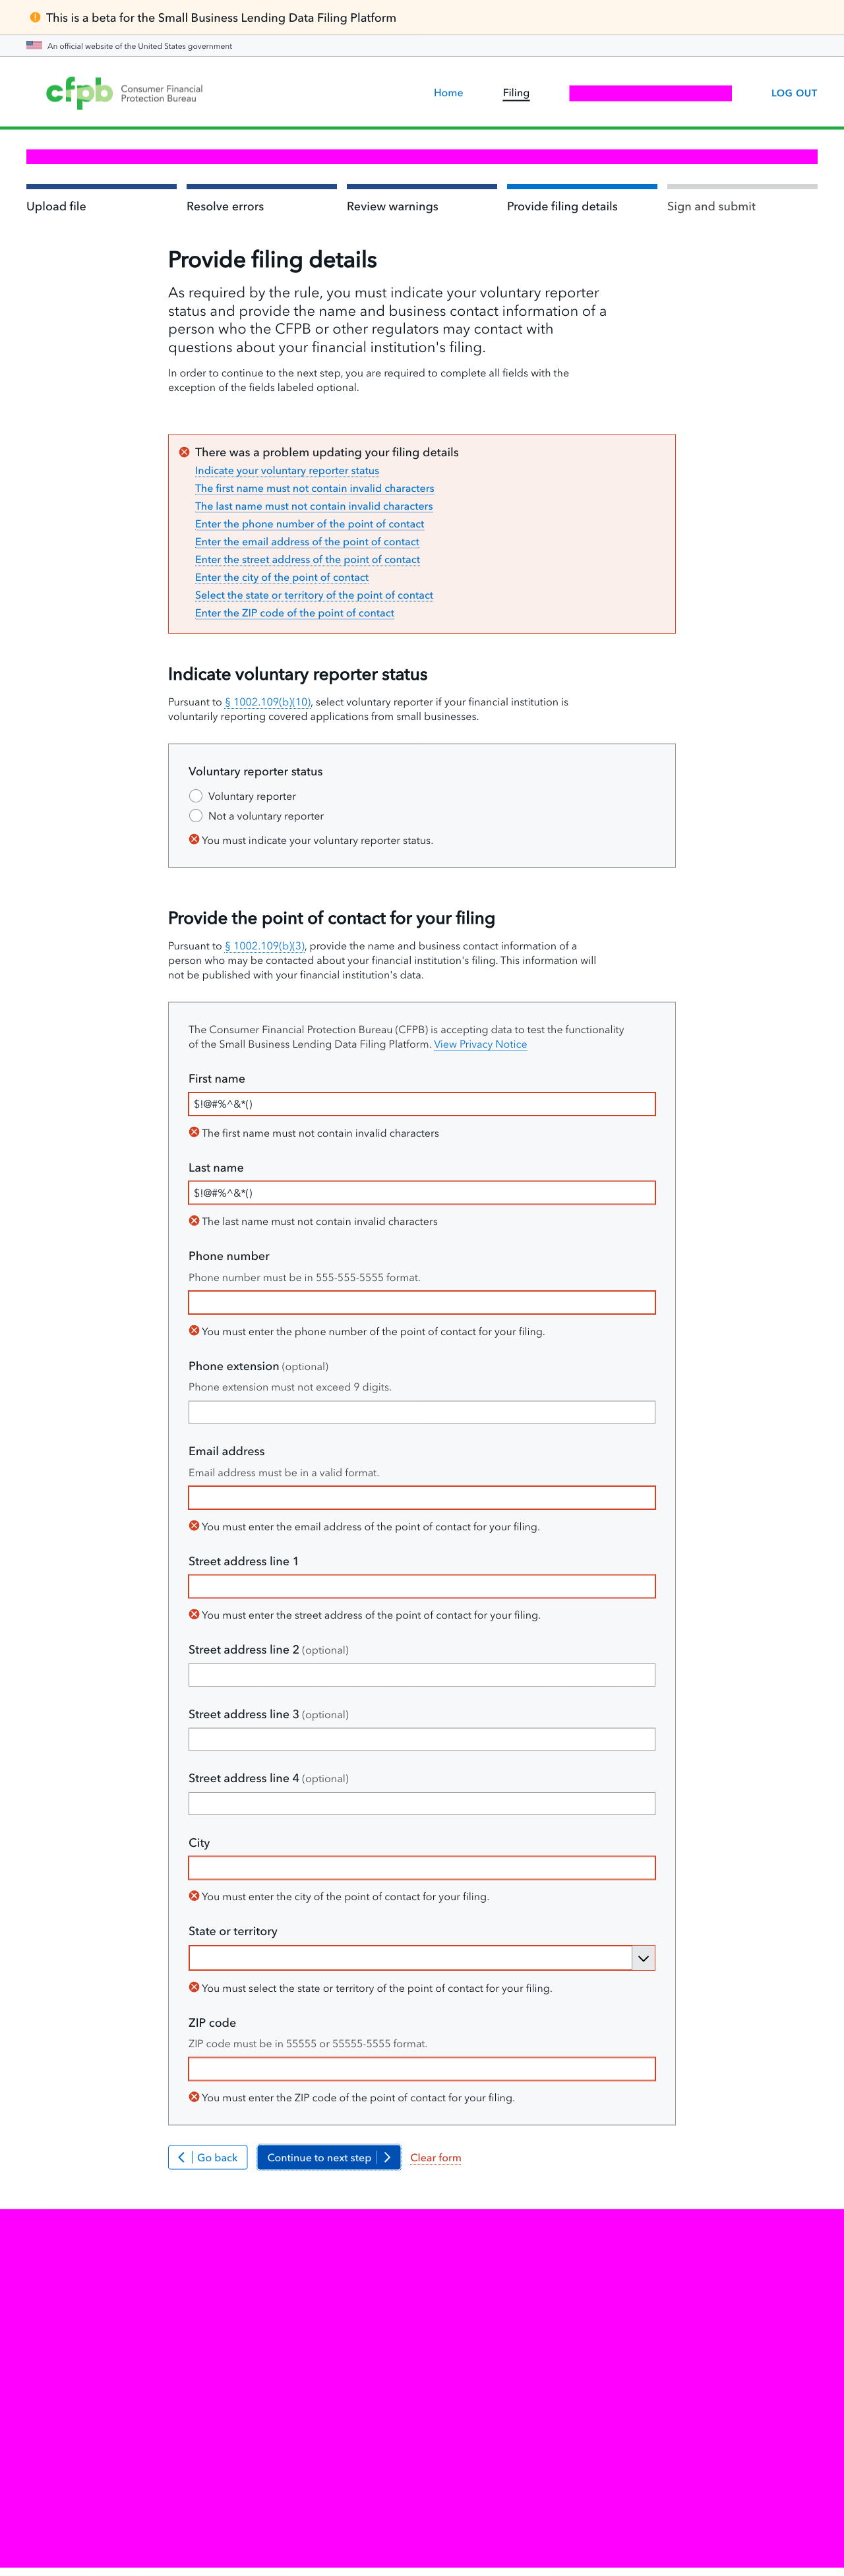 This is a beta for the Small Business Lending Data Filing Platform
An official website of the United States government
cfpb Consumer Financial
Protection Bureau
Home
Filing
LOG OUT
Upload file
Resolve errors
Review warnings
Provide filing details
Sign and submit
Provide filing details
As required by the rule, you must indicate your voluntary reporter
status and provide the name and business contact information of a
person who the CFPB or other regulators may contact with
questions about your financial institution's filing.
In order to continue to the next step, you are required to complete all fields with the
exception of the fields labeled optional.
There was a problem updating your filing details
Indicate your voluntary reporter status
The first name must not contain invalid characters
The last name must not contain invalid characters
Enter the phone number of the point of contact
Enter the email address of the point of contact
Enter the street address of the point of contact
Enter the city of the point of contact
Select the state or territory of the point of contact
Enter the ZIP code of the point of contact
Indicate voluntary reporter status
Pursuant to § 1002.109(b)(10), select voluntary reporter if your financial institution is
voluntarily reporting covered applications from small businesses.
Voluntary reporter status
Voluntary reporter
Not a voluntary reporter
You must indicate your voluntary reporter status.
Provide the point of contact for your filing
Pursuant to § 1002.109(b)(3), provide the name and business contact information of a
person who may be contacted about your financial institution's filing. This information will
not be published with your financial institution's data.
The Consumer Financial Protection Bureau (CFPB) is accepting data to test the functionality
of the Small Business Lending Data Filing Platform. View Privacy Notice
First name
$!@#%^&*()
The first name must not contain invalid characters
Last name
$!@#%^&*()
The last name must not contain invalid characters
Phone number
Phone number must be in 555-555-5555 format.
You must enter the phone number of the point of contact for your filing.
Phone extension (optional)
Phone extension must not exceed 9 digits.
Email address
Email address must be in a valid format.
You must enter the email address of the point of contact for your filing.
Street address line 1
You must enter the street address of the point of contact for your filing.
Street address line 2 (optional)
Street address line 3 (optional)
Street address line 4 (optional)
City
You must enter the city of the point of contact for your filing.
State or territory
You must select the state or territory of the point of contact for your filing.
ZIP code
ZIP code must be in 55555 or 55555-5555 format.
You must enter the ZIP code of the point of contact for your filing.
Go back
Continue to next step
Clear form